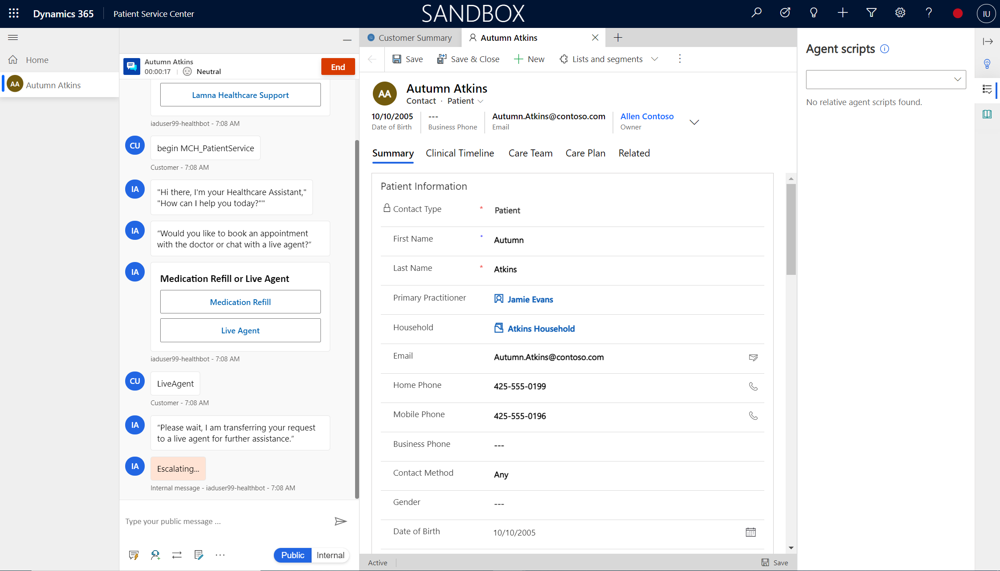 Dynamics 365
Patient Service Center
SANDBOX
IU
Home
AA
Autumn Atkins
Autumn Atkins
00:00:17
Neutral
End
Lamna Healthcare Support
iaduser99-healthbot - 7:08 AM
CU
begin MCH_PatientService
Customer - 7:08 AM
IA
"Hi there, I'm your Healthcare Assistant,"
"How can I help you today?""
IA
“Would you like to book an appointment
with the doctor or chat with a live agent?”
IA
Medication Refill or Live Agent
Medication Refill
Live Agent
iaduser99-healthbot - 7:08 AM
CU
LiveAgent
Customer - 7:08 AM
IA
“Please wait, I am transferring your request
to a live agent for further assistance.”
IA
Escalating...
Internal message - iaduser99-healthbot - 7:08 AM
Type your public message ...
Public
Internal
Customer Summary
Autumn Atkins
Save
Save & Close
New
Lists and segments
AA
Autumn Atkins
Contact · Patient
10/10/2005
Date of Birth
---
Business Phone
Autumn.Atkins@contoso.com
Email
Allen Contoso
Owner
Summary
Clinical Timeline
Care Team
Care Plan
Related
Patient Information
Contact Type * Patient
First Name + Autumn
Last Name * Atkins
Primary Practitioner Jamie Evans
Household Atkins Household
Email Autumn.Atkins@contoso.com
Home Phone 425-555-0199
Mobile Phone 425-555-0196
Business Phone ---
Contact Method Any
Gender ---
Date of Birth 10/10/2005
Active
Save
Agent scripts
No relative agent scripts found.